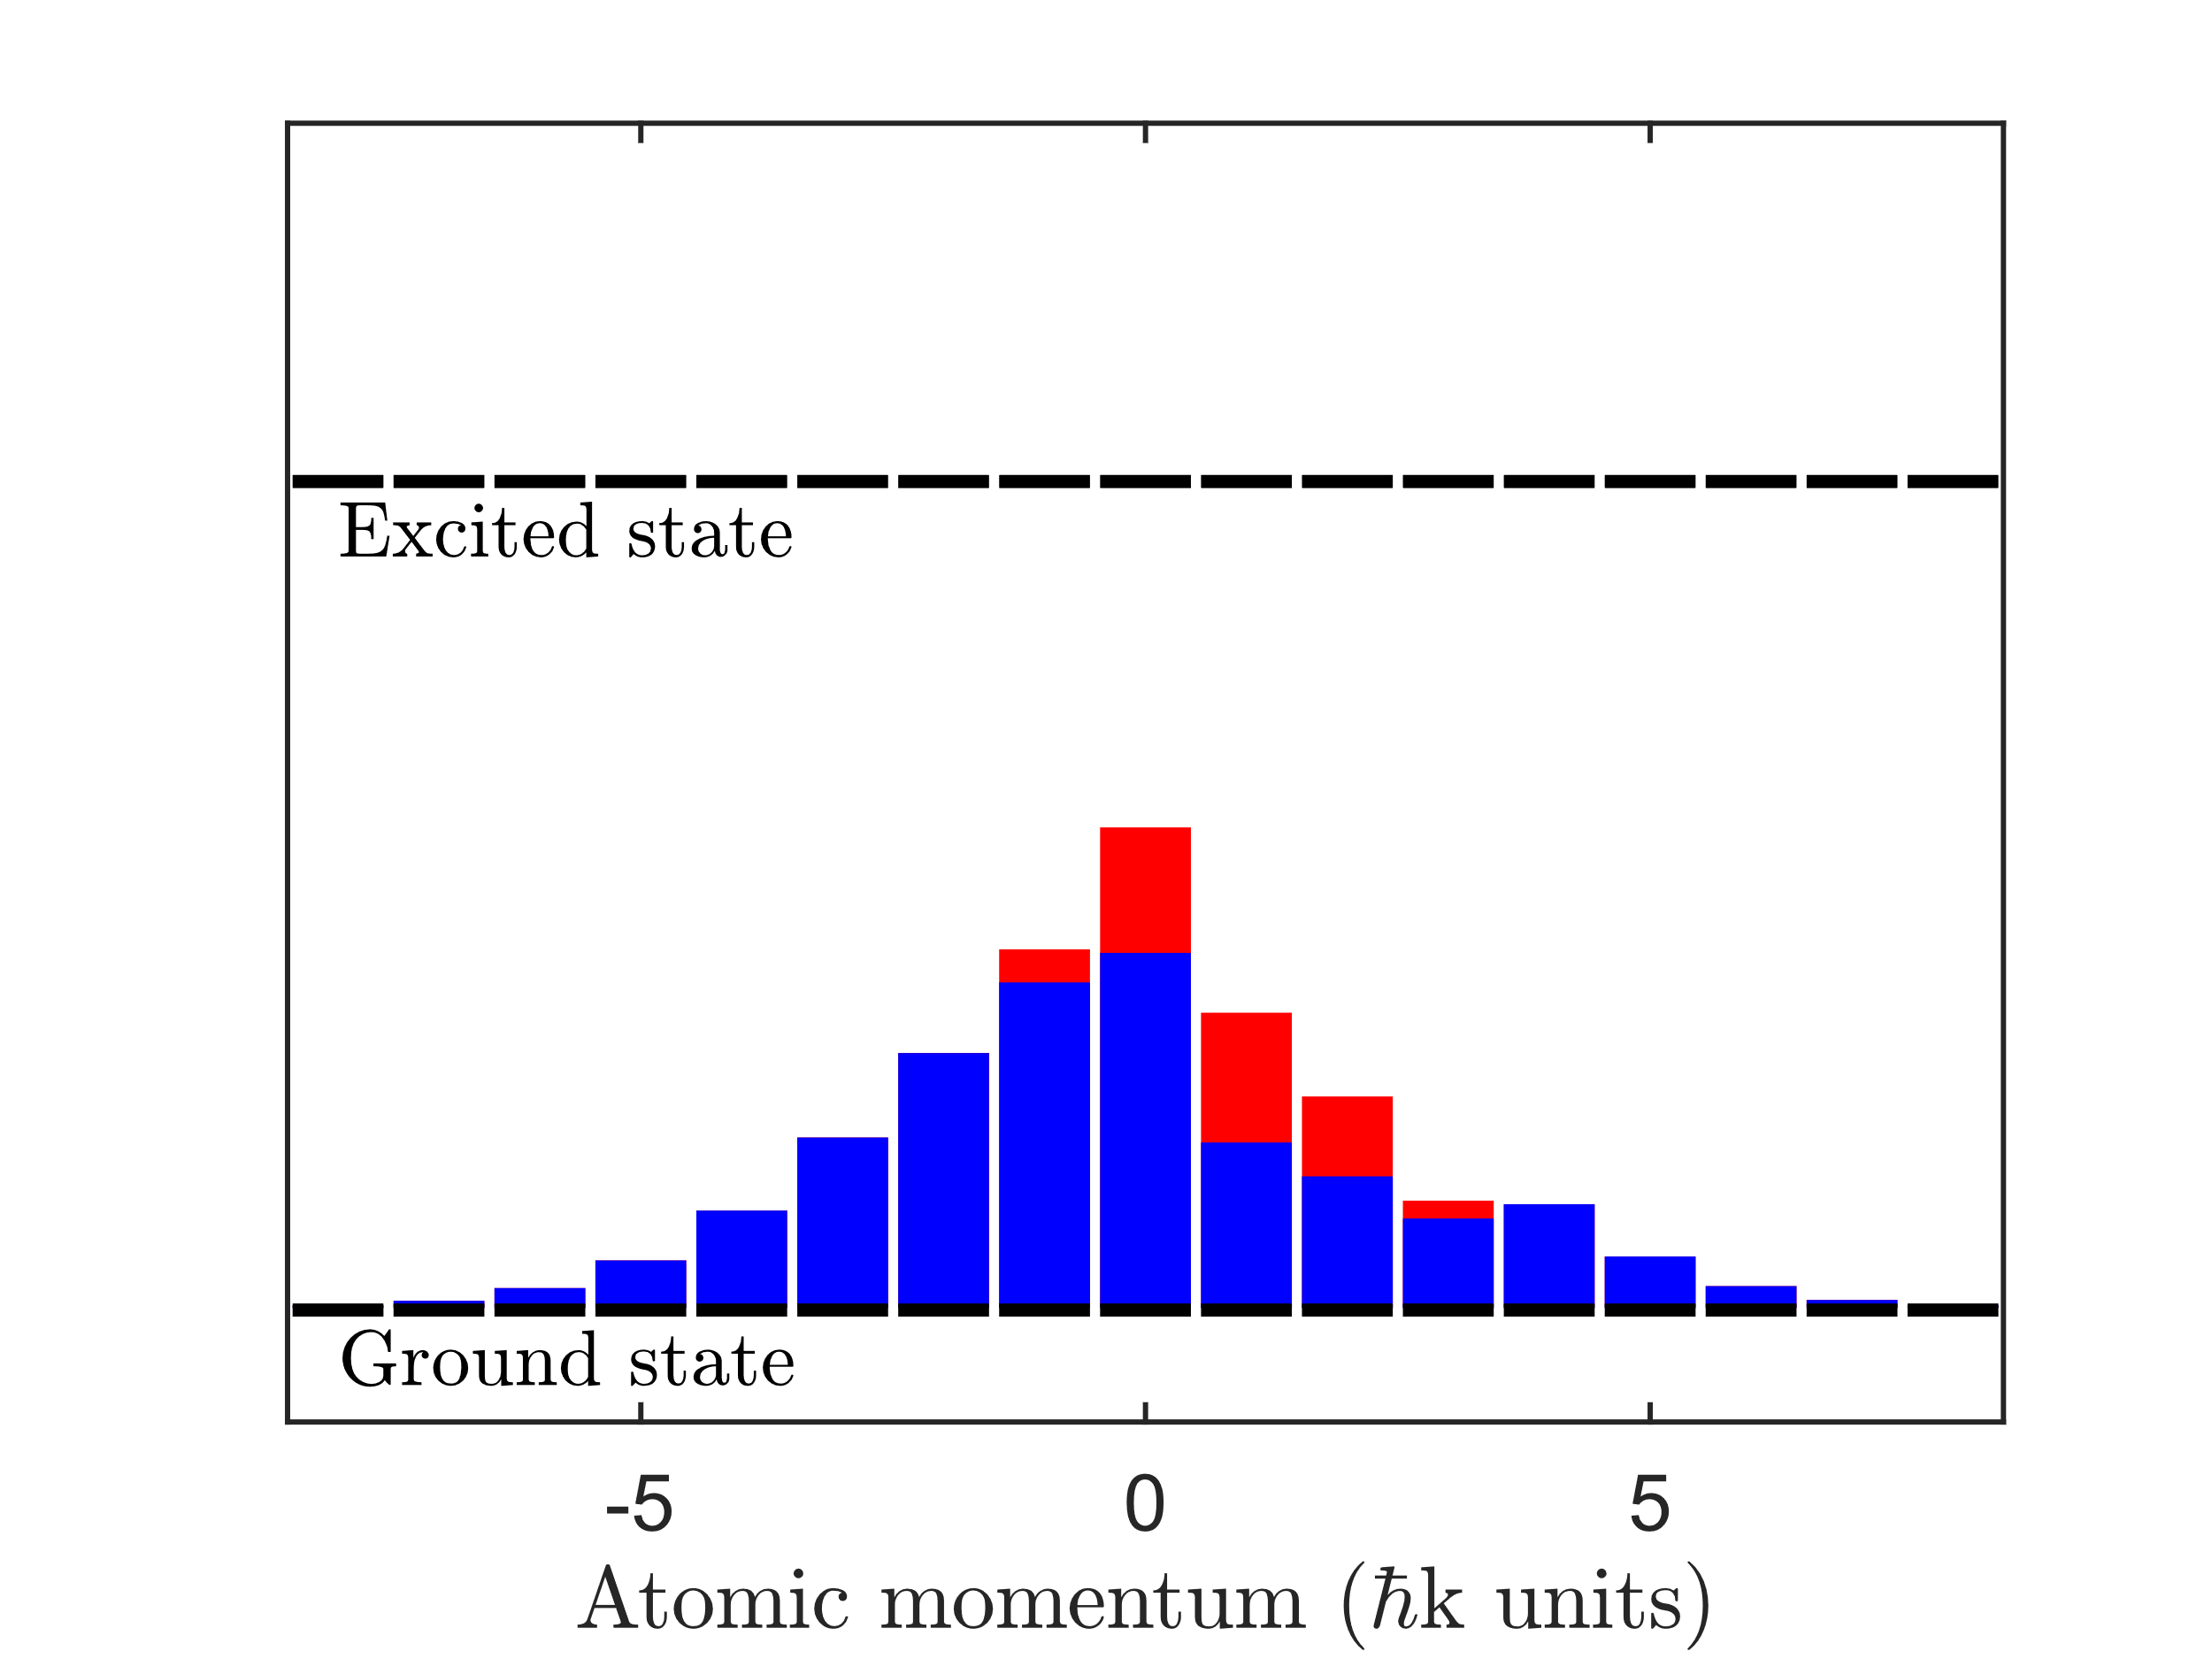 Excited state
Ground state
-5 0 5
Atomic momentum (ℏk units)